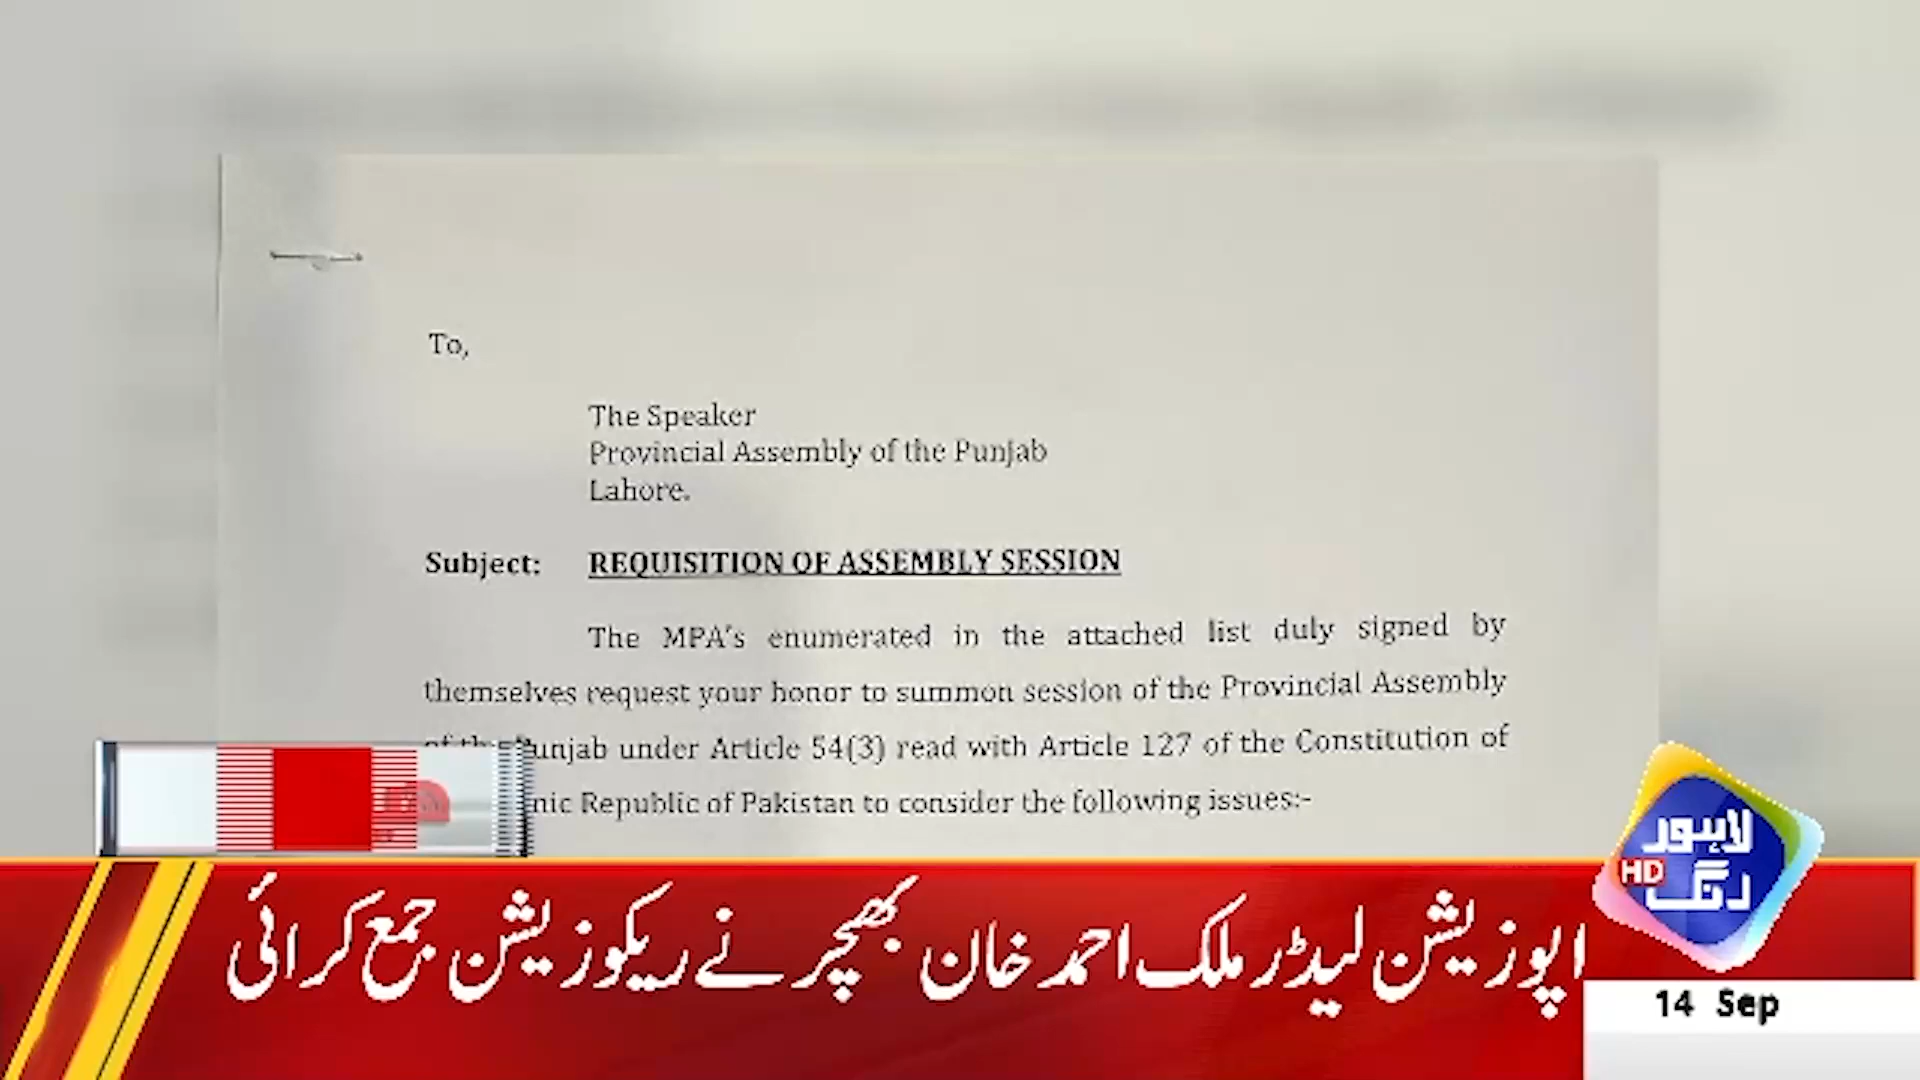 To,
The Speaker
Provincial Assembly of the Punjab
Lahore.
Subject: REQUISITION OF ASSEMBLY SESSION
The MPA's enumerated in the attached list duly signed by
themselves request your honor to summon session of the Provincial Assembly
of the Punjab under Article 54(3) read with Article 127 of the Constitution of
nic Republic of Pakistan to consider the following issues:-
لاہور
HD رنگ
اپوزیشن لیڈر ملک احمد خان بھچر نے ریکوزیشن جمع کرائی
14 Sep